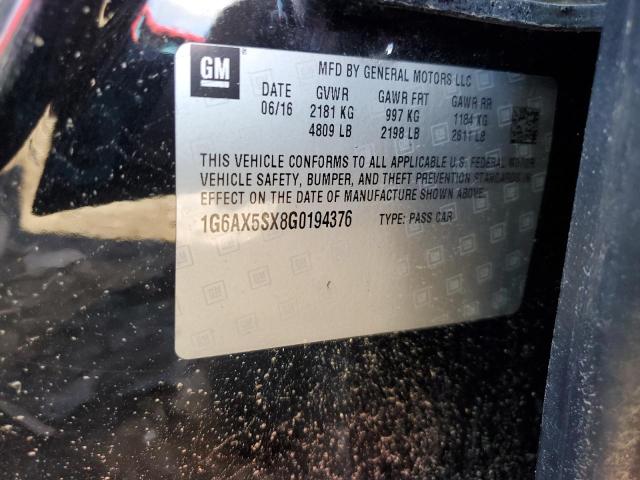 GM
MFD BY GENERAL MOTORS LLC
DATE GVWR GAWR FRT GAWR RR
06/16 2181 KG 997 KG 1184 KG
4809 LB 2198 LB 2611 LB
THIS VEHICLE CONFORMS TO ALL APPLICABLE U.S. FEDERAL MOTOR
VEHICLE SAFETY, BUMPER, AND THEFT PREVENTION STANDARDS IN
EFFECT ON THE DATE OF MANUFACTURE SHOWN ABOVE.
1G6AX5SX8G0194376 TYPE: PASS CAR